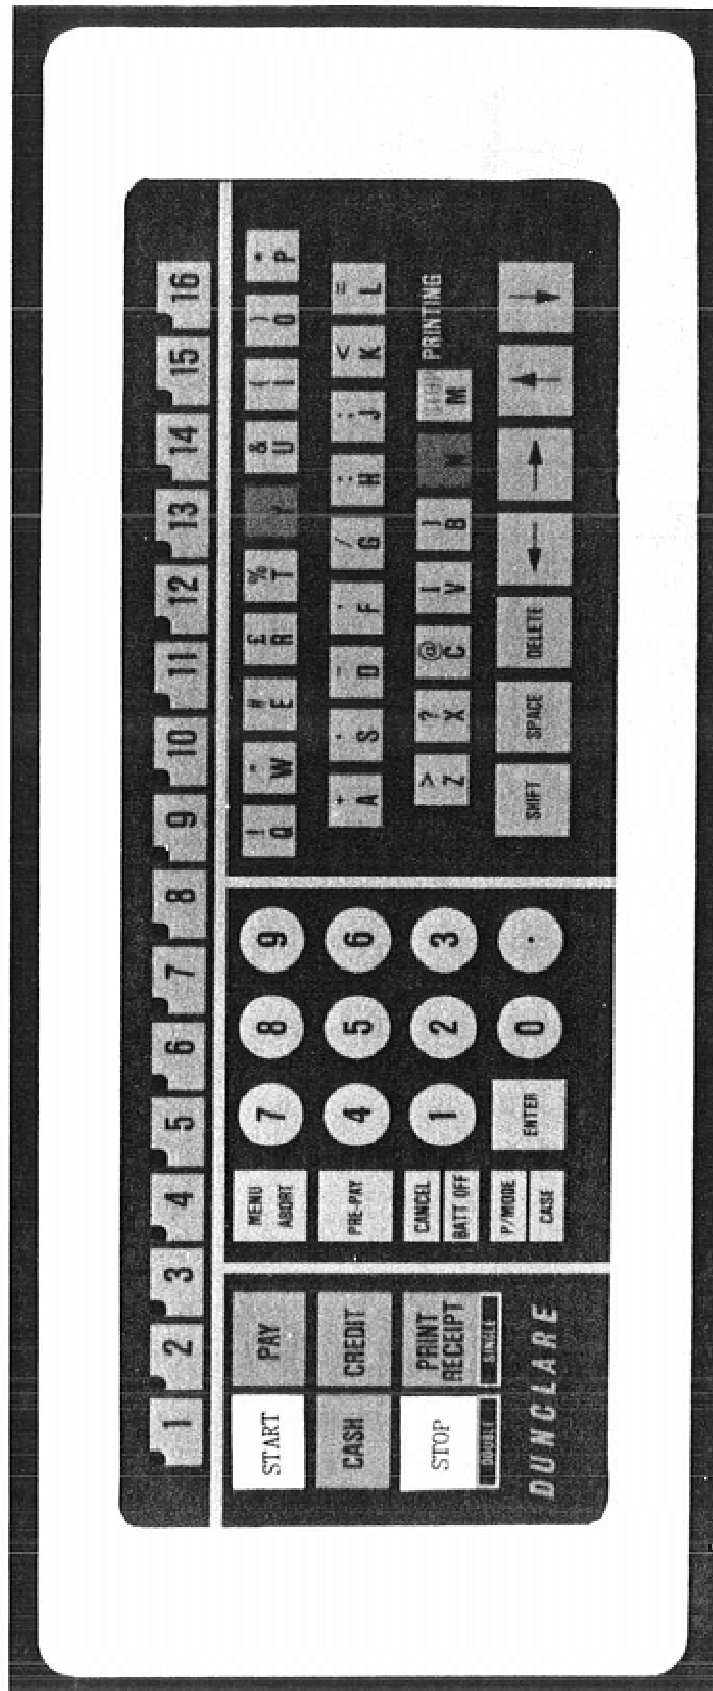 1 2 3 4 5 6 7 8 9 10 11 12 13 14 15 16
START PAY
CASH CREDIT
STOP PRINT
RECEIPT
DOUBLE SINGLE
DUNCLARE
MENU
ABORT
7 8 9
PRE-PAY
4 5 6
CANCEL
BATT OFF
1 2 3
P/MODE
CASE
ENTER
0 .
! # £ % & ( )
Q W E R T Y U I O P
+ / : ; < =
A S D F G H J K L
> ? @
Z X C V B N M
PRINTING
SHIFT SPACE DELETE ← → ↑ ↓